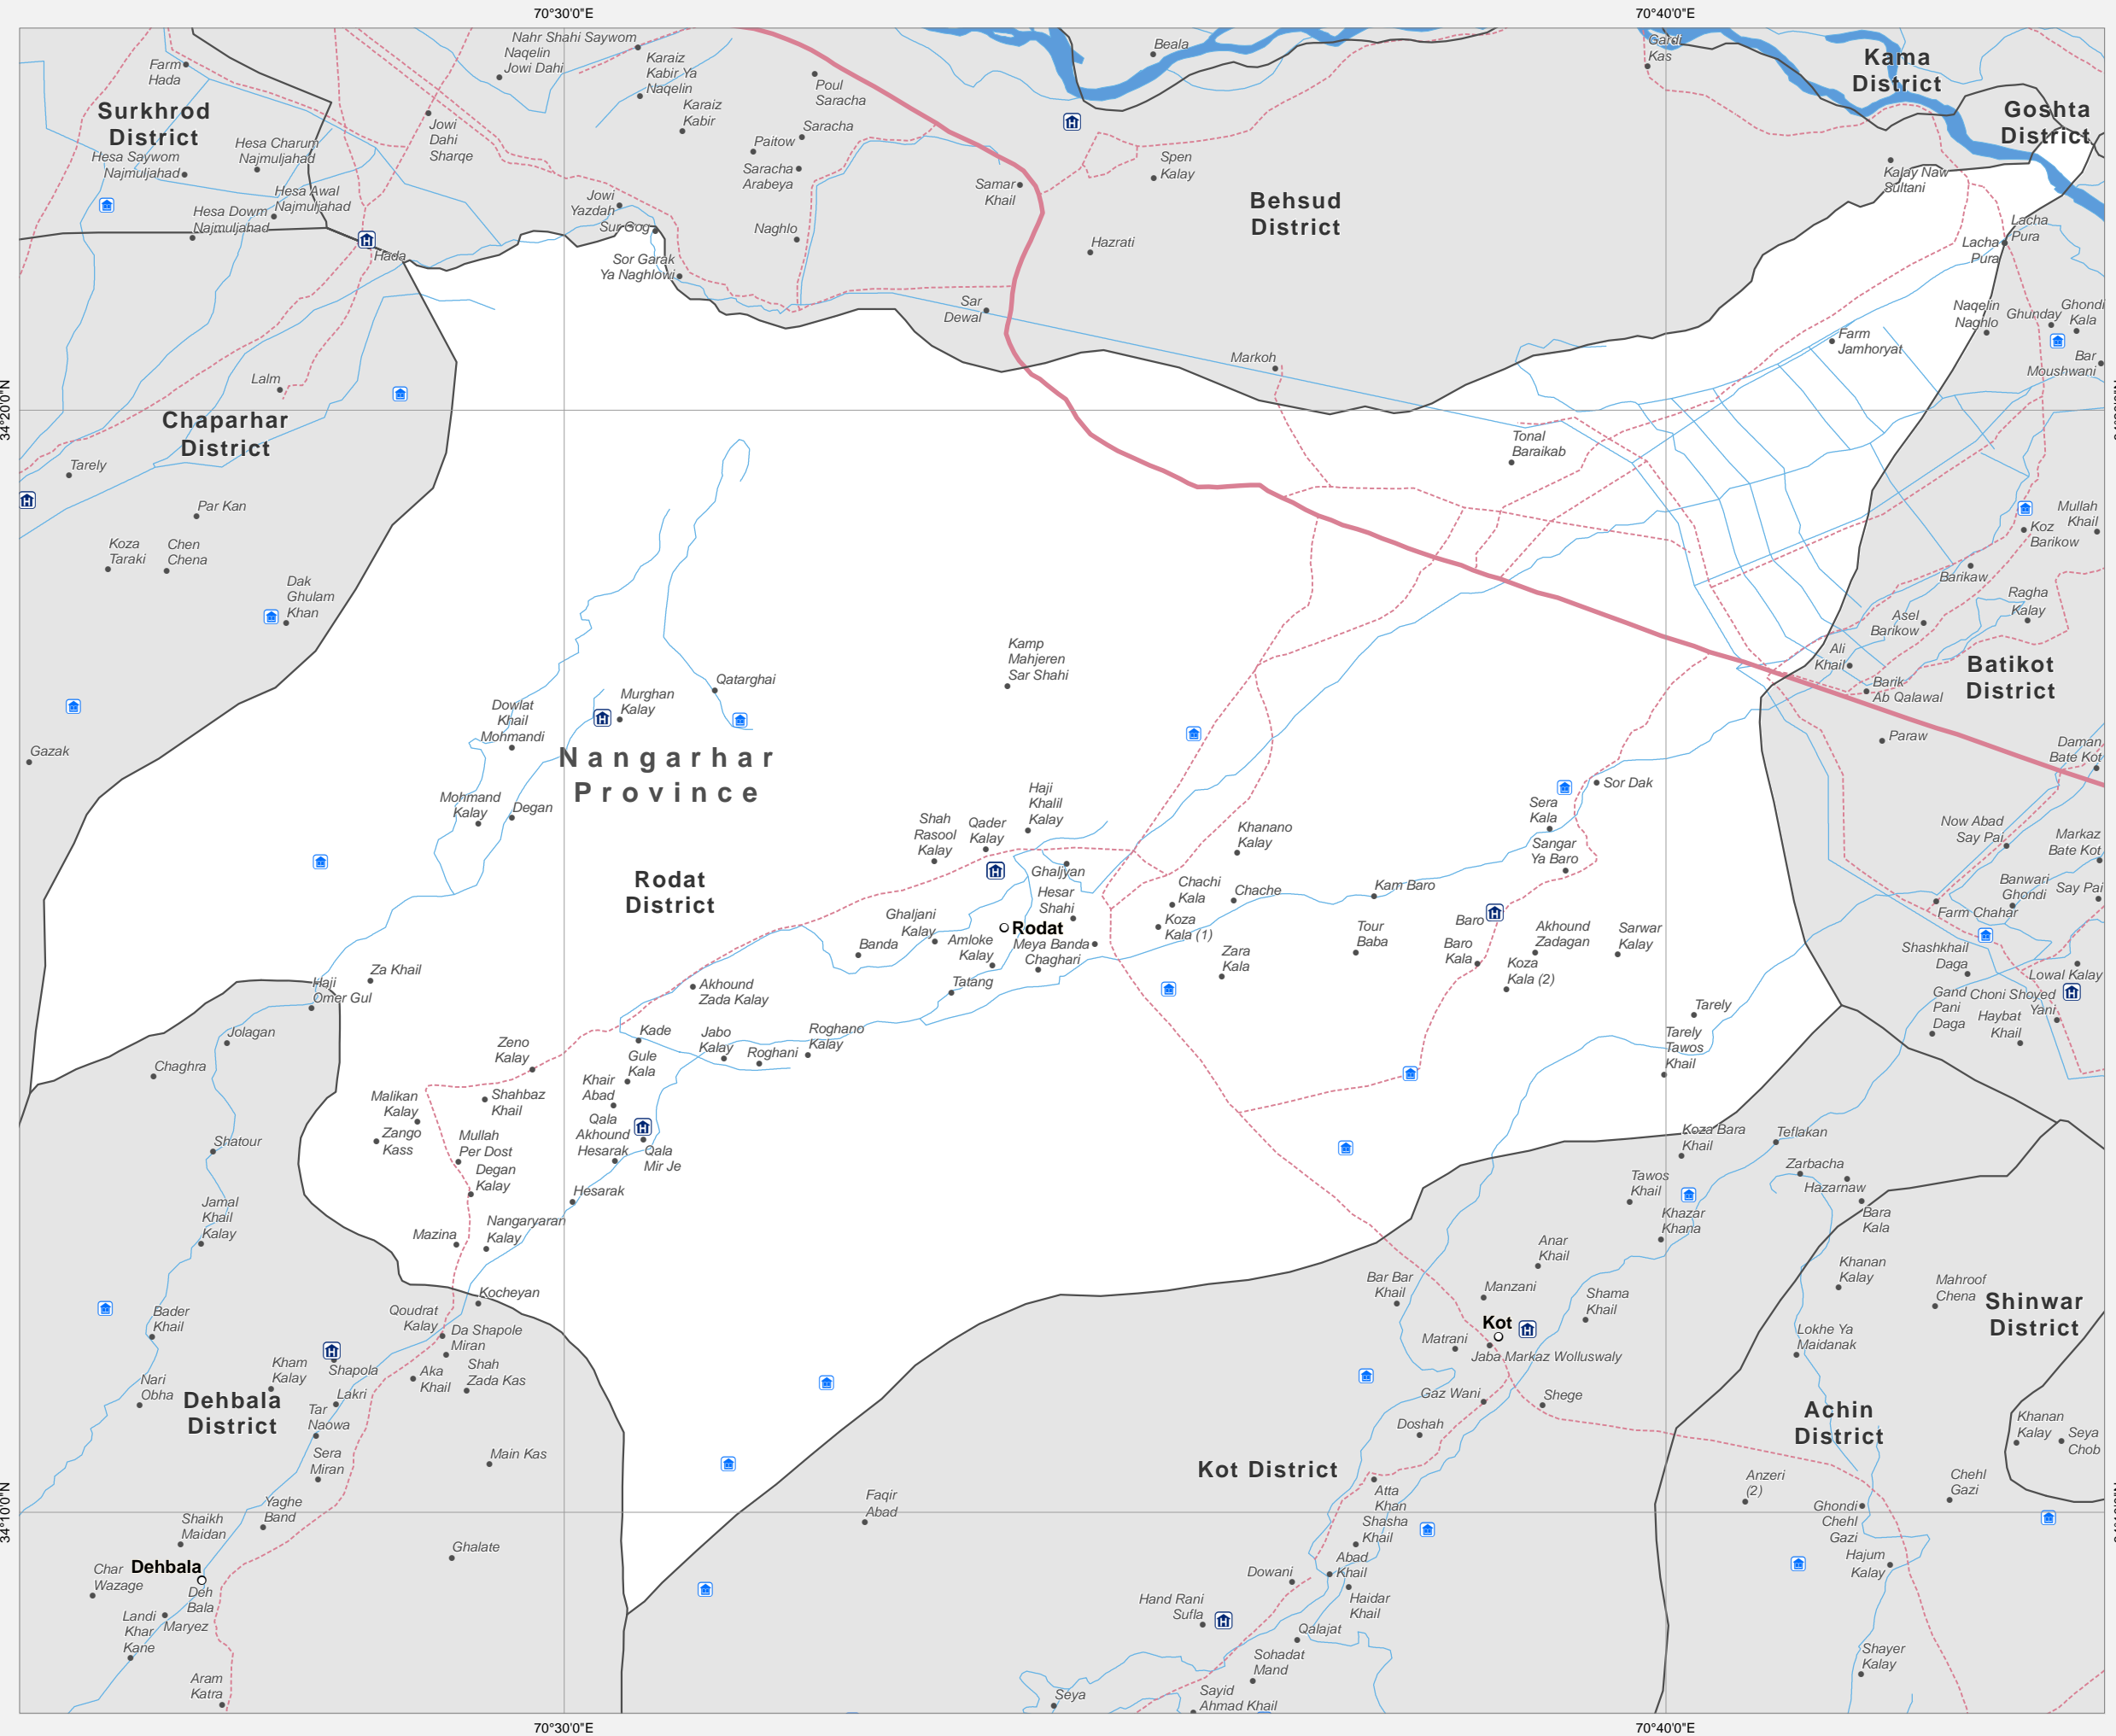 70°30'0"E
70°40'0"E
Nahr Shahi Saywom
Naqelin
Jowi Dahi
Karaiz
Kabir Ya
Naqelin
Karaiz
Kabir
Poul
Saracha
Beala
Gardi
Kas
Kama
District
Goshta
District
Farm
Hada
Surkhrod
District
Hesa Saywom
Najmuljahad
Hesa Charum
Najmuljahad
Hesa Awal
Najmuljahad
Hesa Dowm
Najmuljahad
Jowi
Dahi
Sharqe
Hada
Paitow
Saracha
Saracha
Arabeya
Naghlo
Jowi
Yazdah
Sur Gog
Sor Garak
Ya Naghlowi
Samar
Khail
Spen
Kalay
Hazrati
Behsud
District
Kalay Naw
Sultani
Lacha
Pura
Lacha
Pura
Sar
Dewal
Markoh
Naqelin
Naghlo
Ghunday
Ghondi
Kala
Bar
Moushwani
Farm
Jamhoryat
34°20'0"N
Lalm
Chaparhar
District
Tarely
Par Kan
Koza
Taraki
Chen
Chena
Dak
Ghulam
Khan
Gazak
Tonal
Baraikab
Mullah
Khail
Koz
Barikow
Barikaw
Ragha
Kalay
Asel
Barikow
Ali
Khail
Barik
Ab Qalawal
Batikot
District
Paraw
Daman
Bate Kot
Kamp
Mahjeren
Sar Shahi
Qatarghai
Murghan
Kalay
Dowlat
Khail
Mohmandi
Nangarhar
Province
Mohmand
Kalay
Degan
Rodat
District
Shah
Rasool
Kalay
Qader
Kalay
Haji
Khalil
Kalay
Ghaljyan
Hesar
Shahi
Rodat
Khanano
Kalay
Chachi
Kala
Chache
Koza
Kala (1)
Zara
Kala
Kam Baro
Tour
Baba
Sera
Kala
Sor Dak
Sangar
Ya Baro
Baro
Baro
Kala
Akhound
Zadagan
Koza
Kala (2)
Sarwar
Kalay
Now Abad
Say Pai
Markaz
Bate Kot
Banwari
Ghondi
Say Pai
Farm Chahar
Shashkhail
Daga
Lowal Kalay
Gand
Pani
Daga
Choni Shoyed
Yani
Haybat
Khail
Ghaljani
Kalay
Banda
Amloke
Kalay
Meya Banda
Chaghari
Tatang
Akhound
Zada Kalay
Za Khail
Haji
Omer Gul
Jolagan
Chaghra
Kade
Jabo
Kalay
Roghani
Roghano
Kalay
Zeno
Kalay
Gule
Kala
Khair
Abad
Qala
Akhound
Hesarak
Qala
Mir Je
Hesarak
Malikan
Kalay
Shahbaz
Khail
Zango
Kass
Mullah
Per Dost
Degan
Kalay
Mazina
Nangaryaran
Kalay
Tarely
Tarely
Tawos
Khail
Koza Bara
Khail
Teflakan
Zarbacha
Hazarnaw
Bara
Kala
Tawos
Khail
Khazar
Khana
Khanan
Kalay
Mahroof
Chena
Shinwar
District
Shatour
Jamal
Khail
Kalay
Bader
Khail
Nari
Obha
Kocheyan
Qoudrat
Kalay
Da Shapole
Miran
Aka
Khail
Shah
Zada Kas
Kham
Kalay
Shapola
Dehbala
District
Lakri
Tar
Naowa
Sera
Miran
Main Kas
Yaghe
Band
Shaikh
Maidan
Ghalate
Anar
Khail
Bar Bar
Khail
Manzani
Shama
Khail
Kot
Matrani
Jaba Markaz Wolluswaly
Gaz Wani
Shege
Doshah
Kot District
Lokhe Ya
Maidanak
Achin
District
Khanan
Kalay
Seya
Chob
Anzeri
(2)
Chehl
Gazi
Ghondi
Chehl
Gazi
Hajum
Kalay
Shayer
Kalay
34°10'0"N
Char
Wazage
Dehbala
Deh
Bala
Landi
Khar
Kane
Maryez
Aram
Katra
Faqir
Abad
Atta
Khan
Shasha
Khail
Abad
Khail
Haidar
Khail
Dowani
Hand Rani
Sufla
Qalajat
Sohadat
Mand
Sayid
Ahmad Khail
Seya
70°30'0"E
70°40'0"E